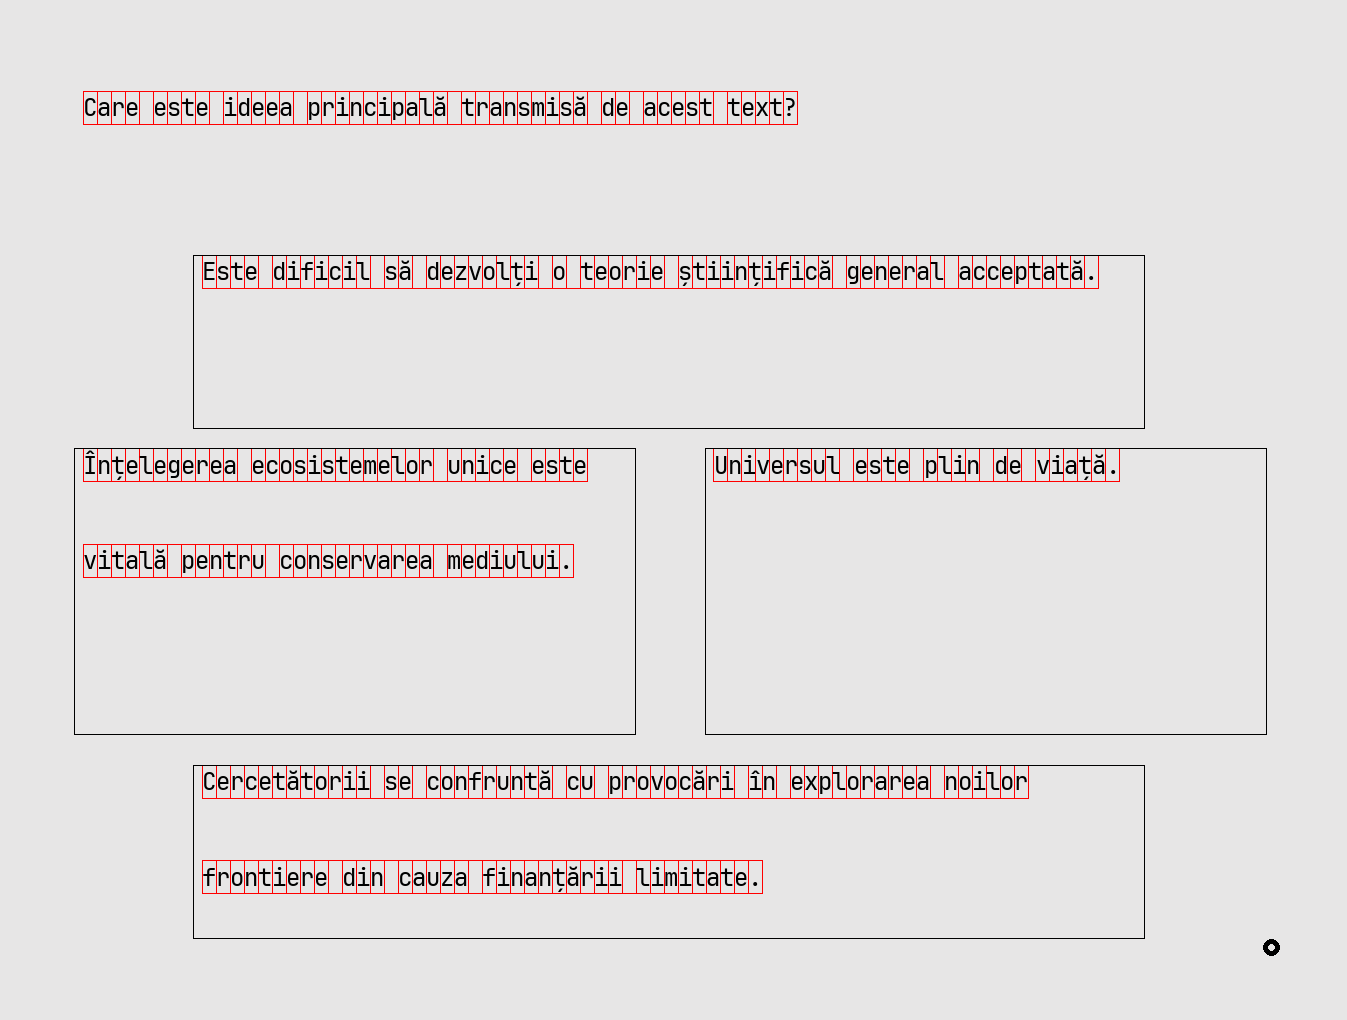 Care este ideea principală transmisă de acest text?
Este dificil să dezvolți o teorie științifică general acceptată.
Înțelegerea ecosistemelor unice este
vitală pentru conservarea mediului.
Universul este plin de viață.
Cercetătorii se confruntă cu provocări în explorarea noilor
frontiere din cauza finanțării limitate.